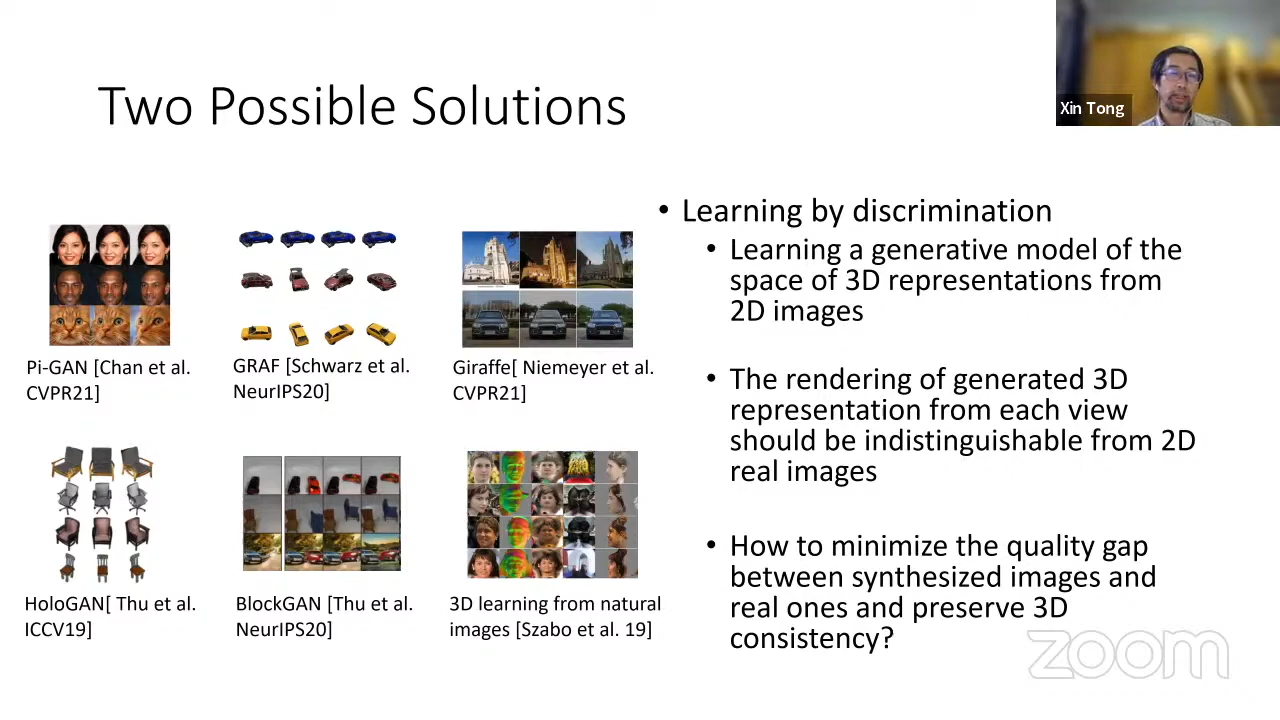 Two Possible Solutions
Xin Tong
Pi-GAN [Chan et al.
CVPR21]
GRAF [Schwarz et al.
NeurIPS20]
Giraffe[ Niemeyer et al.
CVPR21]
HoloGAN[ Thu et al.
ICCV19]
BlockGAN [Thu et al.
NeurIPS20]
3D learning from natural
images [Szabo et al. 19]
• Learning by discrimination
• Learning a generative model of the
space of 3D representations from
2D images
• The rendering of generated 3D
representation from each view
should be indistinguishable from 2D
real images
• How to minimize the quality gap
between synthesized images and
real ones and preserve 3D
consistency?
zoom